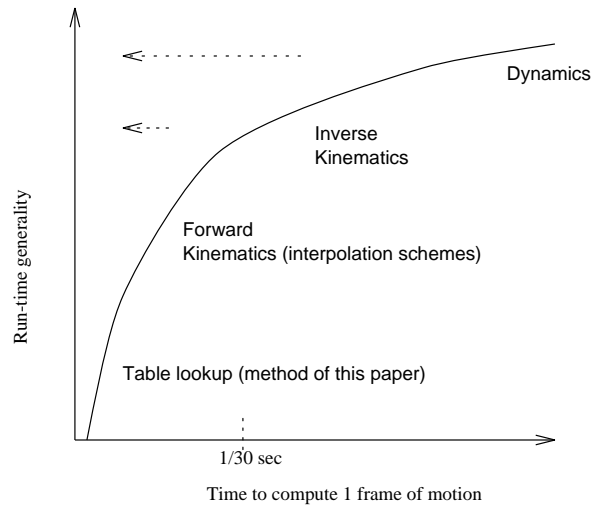 Dynamics
Inverse
Kinematics
Forward
Kinematics (interpolation schemes)
Run-time generality
Table lookup (method of this paper)
1/30 sec
Time to compute 1 frame of motion